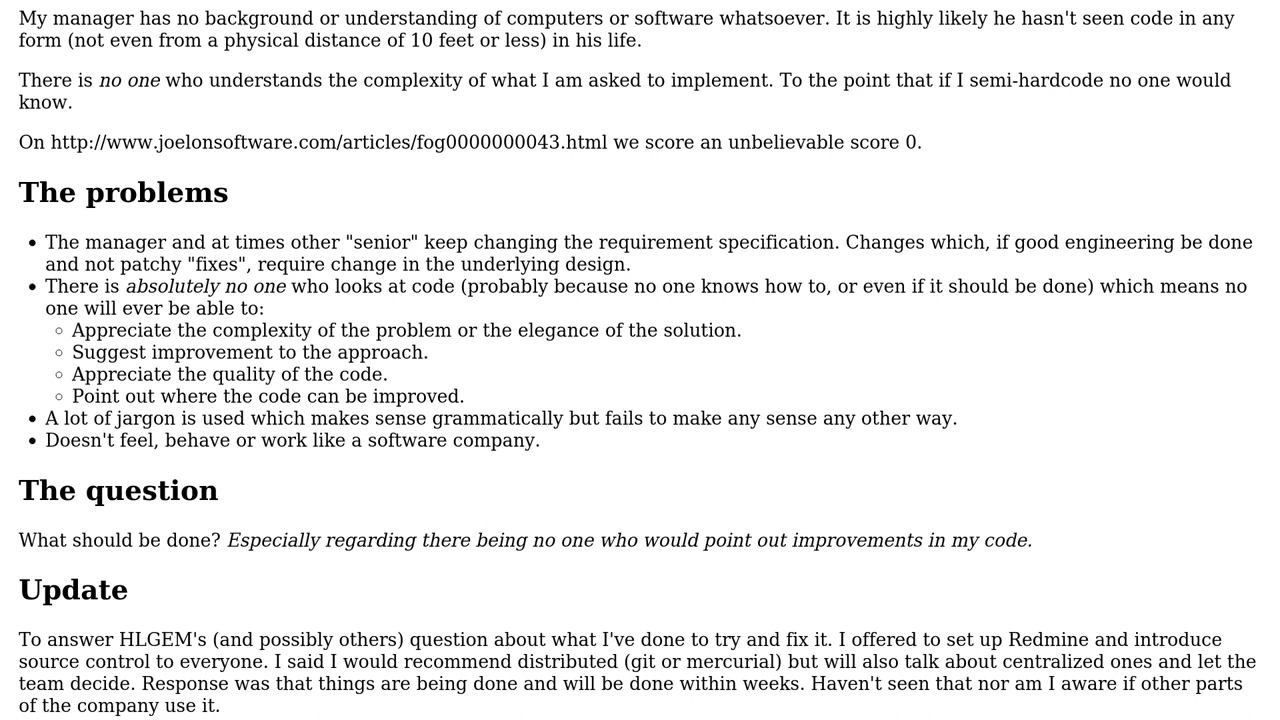 My manager has no background or understanding of computers or software whatsoever. It is highly likely he hasn't seen code in any
form (not even from a physical distance of 10 feet or less) in his life.
There is no one who understands the complexity of what I am asked to implement. To the point that if I semi-hardcode no one would
know.
On http://www.joelonsoftware.com/articles/fog0000000043.html we score an unbelievable score 0.
The problems
• The manager and at times other "senior" keep changing the requirement specification. Changes which, if good engineering be done
and not patchy "fixes", require change in the underlying design.
• There is absolutely no one who looks at code (probably because no one knows how to, or even if it should be done) which means no
one will ever be able to:
◦ Appreciate the complexity of the problem or the elegance of the solution.
◦ Suggest improvement to the approach.
◦ Appreciate the quality of the code.
◦ Point out where the code can be improved.
• A lot of jargon is used which makes sense grammatically but fails to make any sense any other way.
• Doesn't feel, behave or work like a software company.
The question
What should be done? Especially regarding there being no one who would point out improvements in my code.
Update
To answer HLGEM's (and possibly others) question about what I've done to try and fix it. I offered to set up Redmine and introduce
source control to everyone. I said I would recommend distributed (git or mercurial) but will also talk about centralized ones and let the
team decide. Response was that things are being done and will be done within weeks. Haven't seen that nor am I aware if other parts
of the company use it.